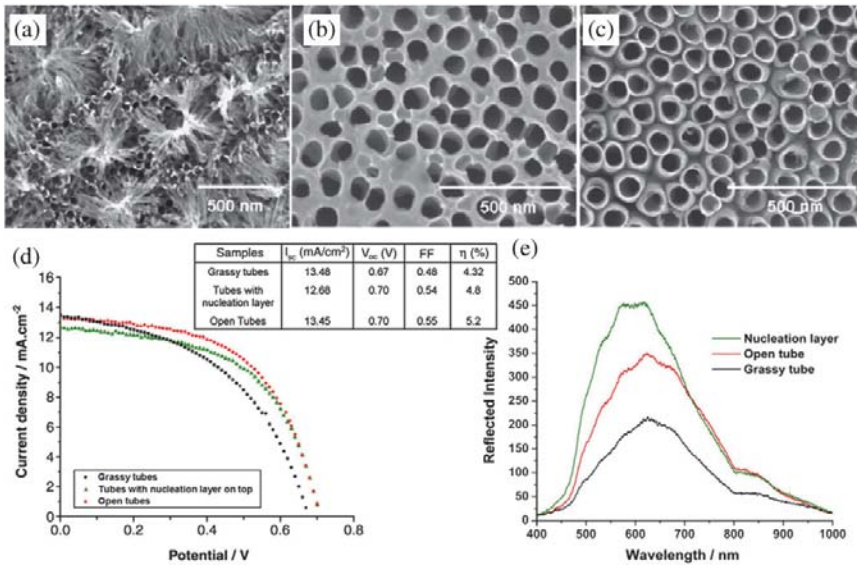 (a)
500 nm
(b)
500 nm
(c)
500 nm
(d)
Samples Isc (mA/cm²) Voc (V) FF η (%)
Grassy tubes 13.48 0.67 0.48 4.32
Tubes with nucleation layer 12.68 0.70 0.54 4.8
Open Tubes 13.45 0.70 0.55 5.2
16
14
12
10
8
6
4
2
0
Current density / mA.cm⁻²
Grassy tubes
Tubes with nucleation layer on top
Open tubes
0.0 0.2 0.4 0.6 0.8
Potential / V
(e)
500
450
400
350
300
250
200
150
100
50
0
Reflected Intensity
Nucleation layer
Open tube
Grassy tube
400 500 600 700 800 900 1000
Wavelength / nm